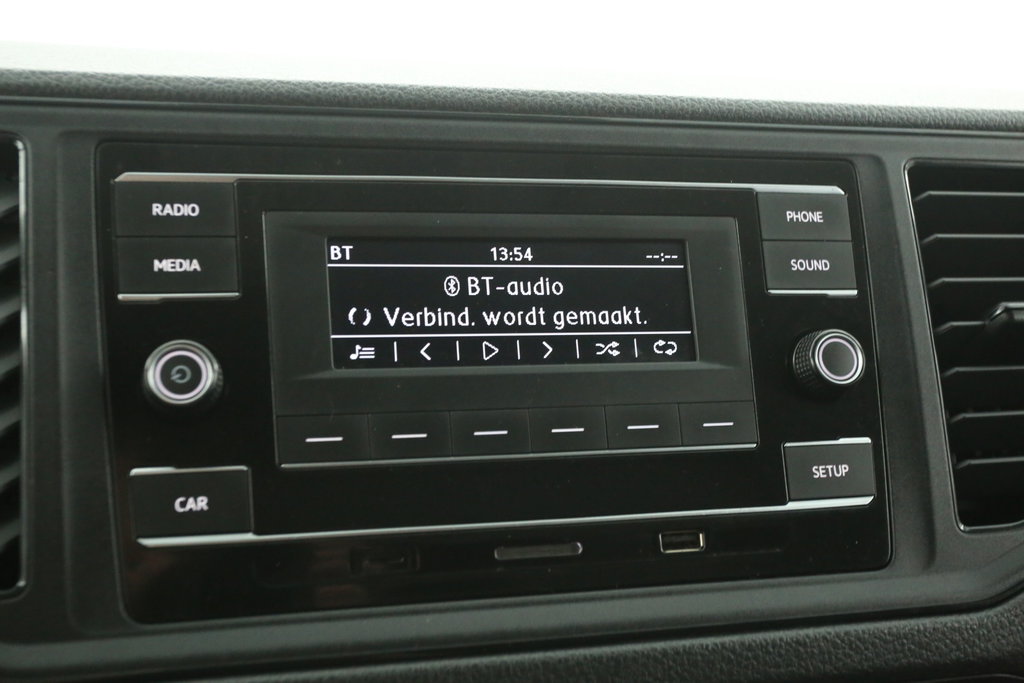 RADIO
MEDIA
BT 13:54 --:--
BT-audio
Verbind. wordt gemaakt.
PHONE
SOUND
CAR
SETUP